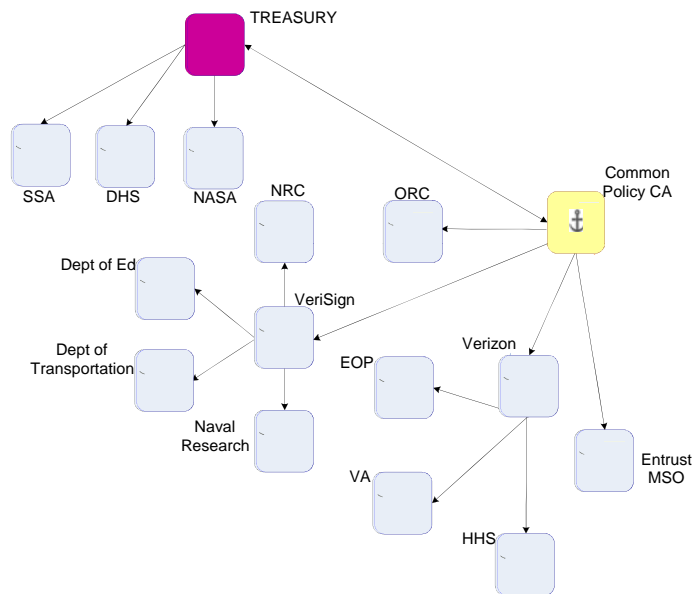 TREASURY
SSA
DHS
NASA
NRC
ORC
Common
Policy CA
Dept of Ed
VeriSign
Dept of
Transportation
Verizon
EOP
Naval
Research
Entrust
MSO
VA
HHS